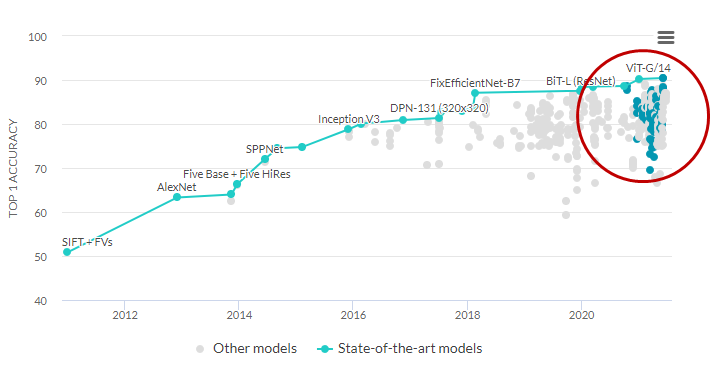 100
90
80
70
60
50
40
TOP 1 ACCURACY
SIFT + FVs
AlexNet
Five Base + Five HiRes
SPPNet
Inception V3
DPN-131 (320x320)
FixEfficientNet-B7
BiT-L (ResNet)
ViT-G/14
2012
2014
2016
2018
2020
Other models
State-of-the-art models